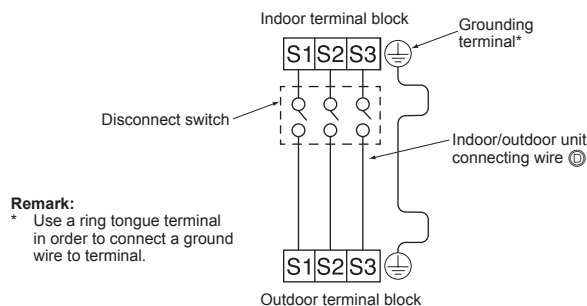 Indoor terminal block
Grounding
terminal*
S1 S2 S3
Disconnect switch
Indoor/outdoor unit
connecting wire Ⓓ
Remark:
* Use a ring tongue terminal
in order to connect a ground
wire to terminal.
S1 S2 S3
Outdoor terminal block